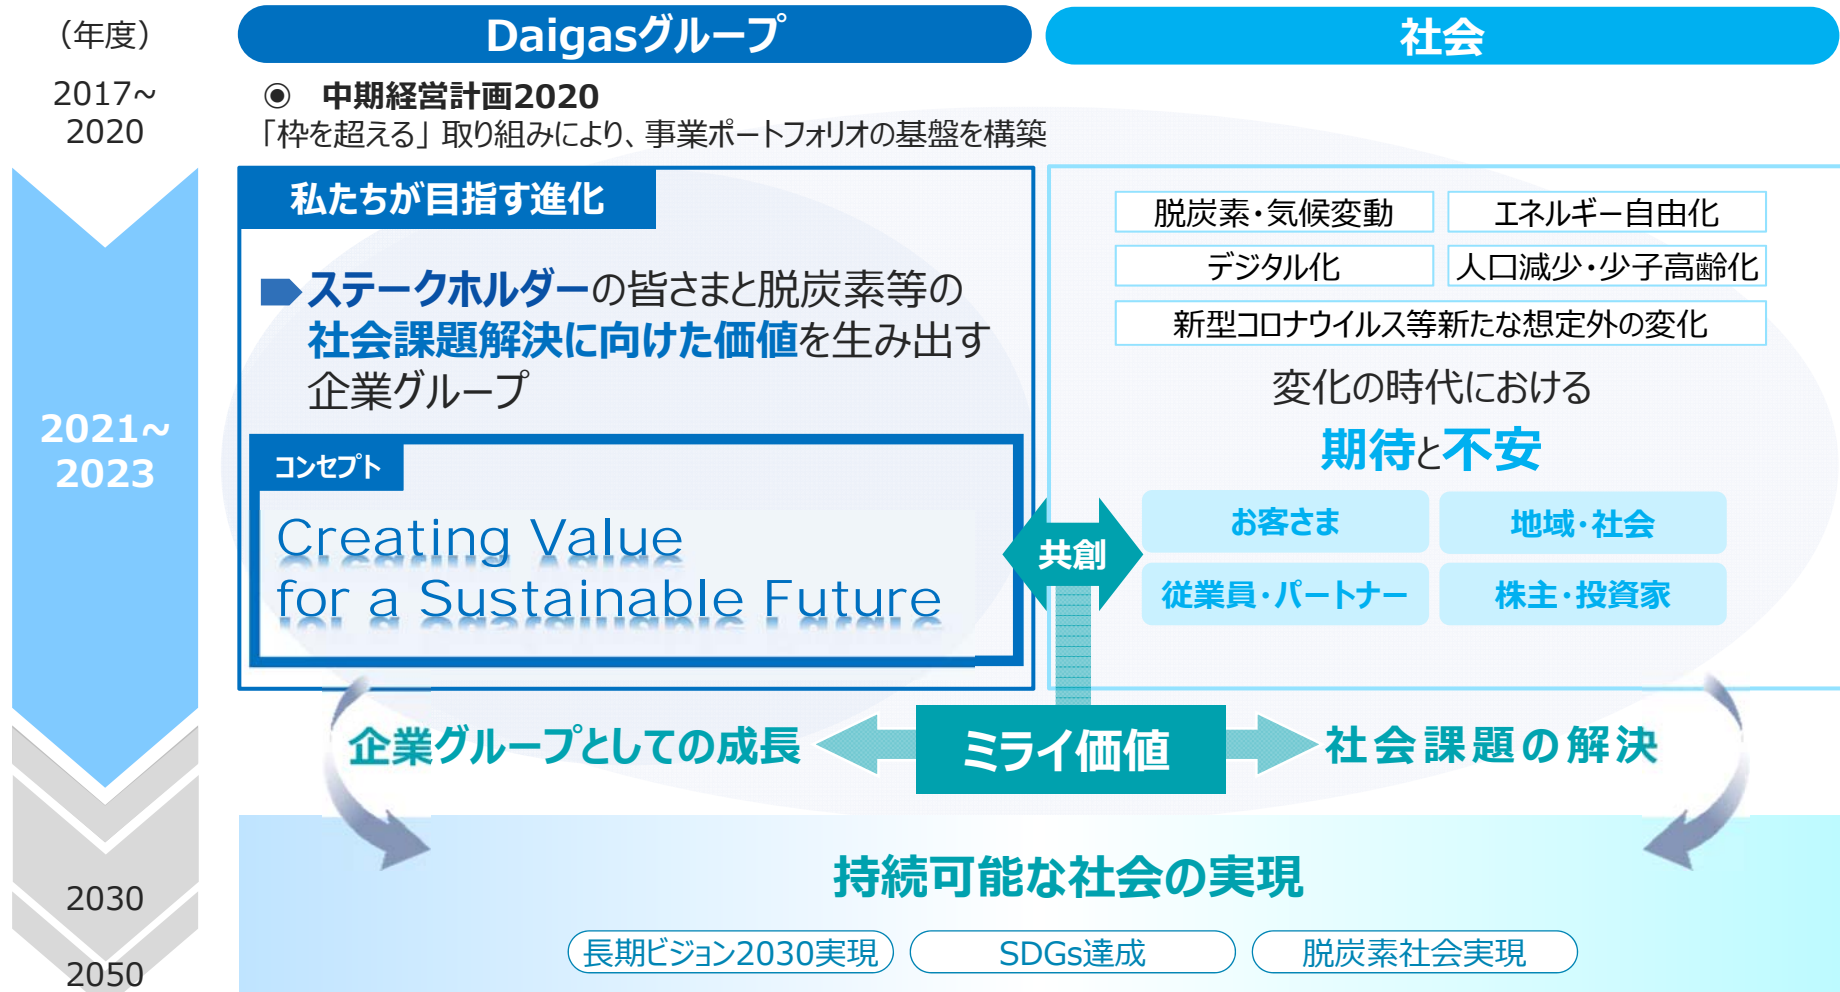 （年度）
Daigasグループ
社会
2017~
2020
◉ 中期経営計画2020
「枠を超える」取り組みにより、事業ポートフォリオの基盤を構築
2021~
2023
私たちが目指す進化
ステークホルダーの皆さまと脱炭素等の
社会課題解決に向けた価値を生み出す
企業グループ
コンセプト
Creating Value
for a Sustainable Future
共創
脱炭素・気候変動
エネルギー自由化
デジタル化
人口減少・少子高齢化
新型コロナウイルス等新たな想定外の変化
変化の時代における
期待と不安
お客さま
地域・社会
従業員・パートナー
株主・投資家
企業グループとしての成長
ミライ価値
社会課題の解決
2030
2050
持続可能な社会の実現
長期ビジョン2030実現
SDGs達成
脱炭素社会実現